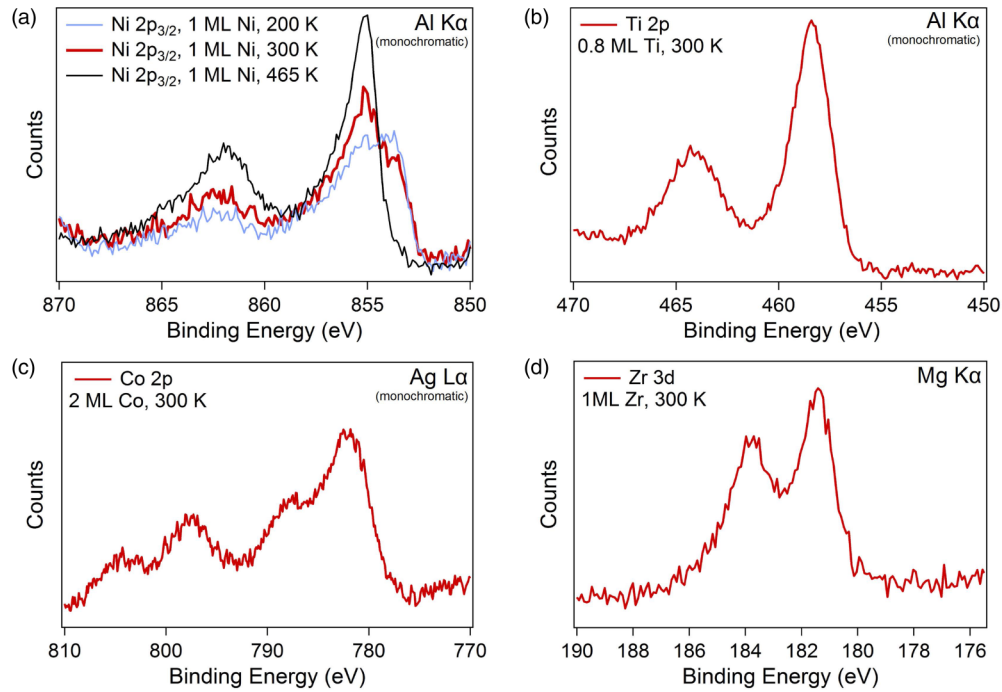 (a)
Ni 2p3/2, 1 ML Ni, 200 K
Ni 2p3/2, 1 ML Ni, 300 K
Ni 2p3/2, 1 ML Ni, 465 K
Al Kα
(monochromatic)
Counts
870 865 860 855 850
Binding Energy (eV)
(b)
Ti 2p
0.8 ML Ti, 300 K
Al Kα
(monochromatic)
Counts
470 465 460 455 450
Binding Energy (eV)
(c)
Co 2p
2 ML Co, 300 K
Ag Lα
(monochromatic)
Counts
810 800 790 780 770
Binding Energy (eV)
(d)
Zr 3d
1ML Zr, 300 K
Mg Kα
Counts
190 188 186 184 182 180 178 176
Binding Energy (eV)